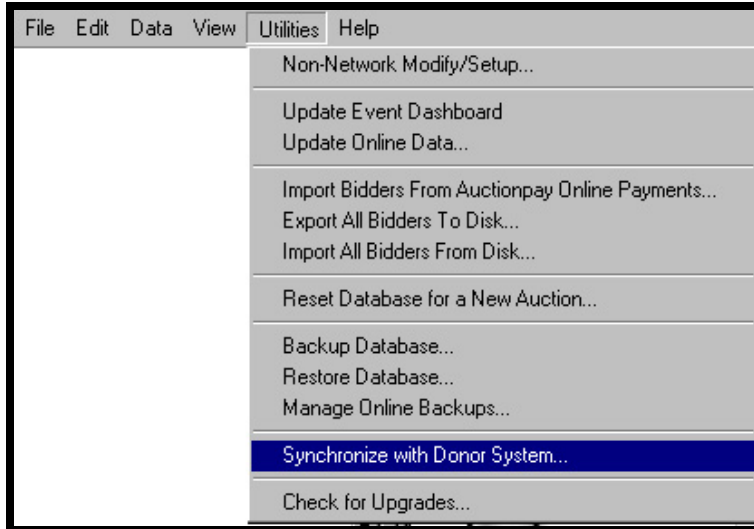 File Edit Data View Utilities Help
Non-Network Modify/Setup...
Update Event Dashboard
Update Online Data...
Import Bidders From Auctionpay Online Payments...
Export All Bidders To Disk...
Import All Bidders From Disk...
Reset Database for a New Auction...
Backup Database...
Restore Database...
Manage Online Backups...
Synchronize with Donor System...
Check for Upgrades...